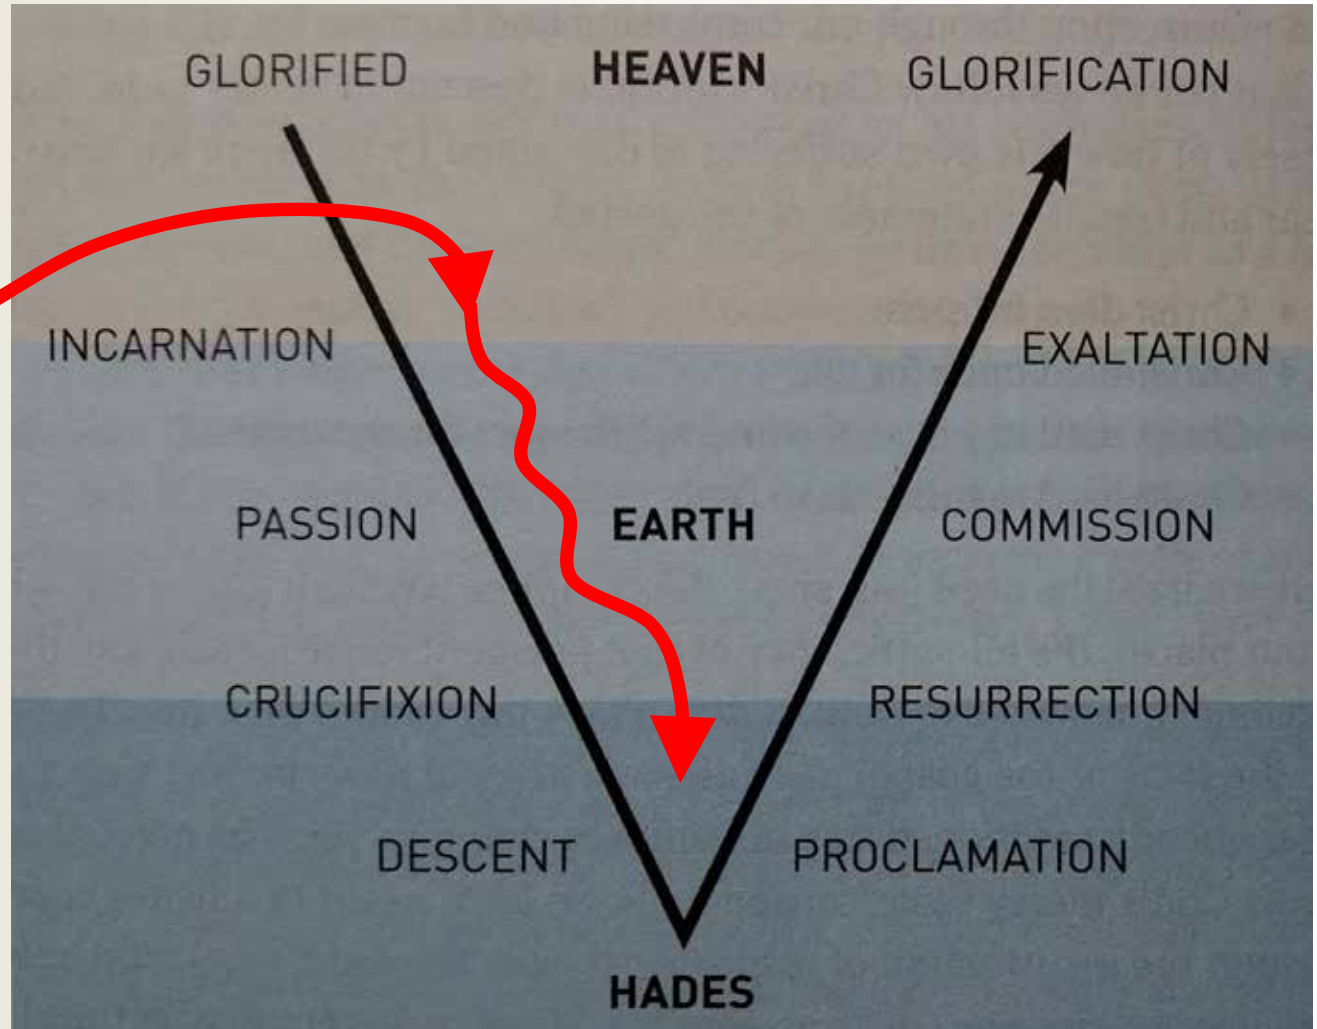 GLORIFIED HEAVEN GLORIFICATION
INCARNATION EXALTATION
PASSION EARTH COMMISSION
CRUCIFIXION RESURRECTION
DESCENT PROCLAMATION
HADES